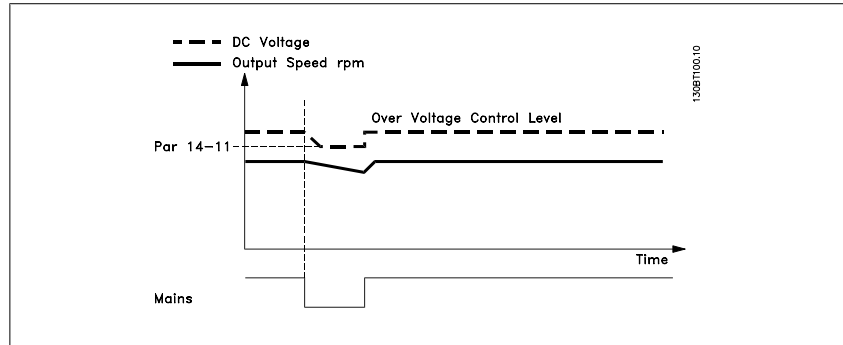 DC Voltage
Output Speed rpm
130BT100.10
Over Voltage Control Level
Par 14-11
Time
Mains